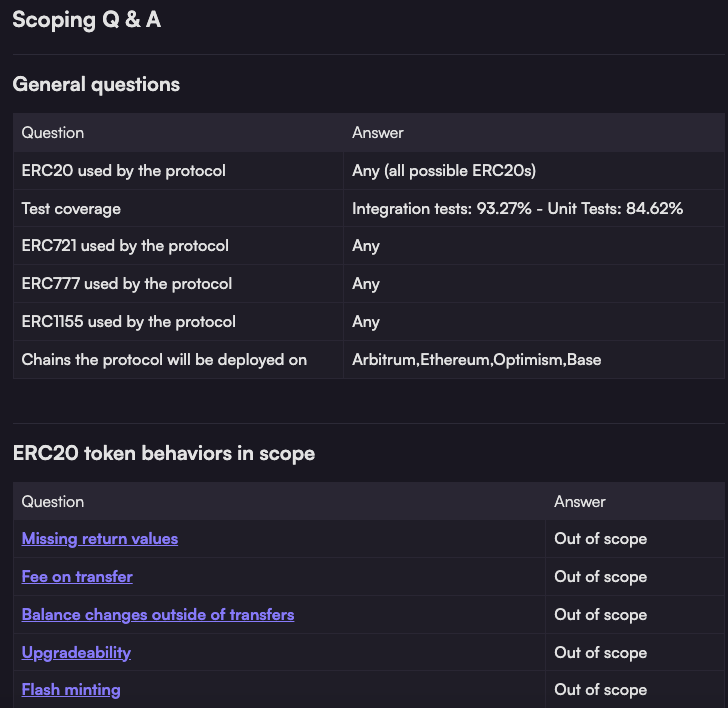 Scoping Q & A
General questions
Question Answer
ERC20 used by the protocol Any (all possible ERC20s)
Test coverage Integration tests: 93.27% - Unit Tests: 84.62%
ERC721 used by the protocol Any
ERC777 used by the protocol Any
ERC1155 used by the protocol Any
Chains the protocol will be deployed on Arbitrum,Ethereum,Optimism,Base
ERC20 token behaviors in scope
Question Answer
Missing return values Out of scope
Fee on transfer Out of scope
Balance changes outside of transfers Out of scope
Upgradeability Out of scope
Flash minting Out of scope